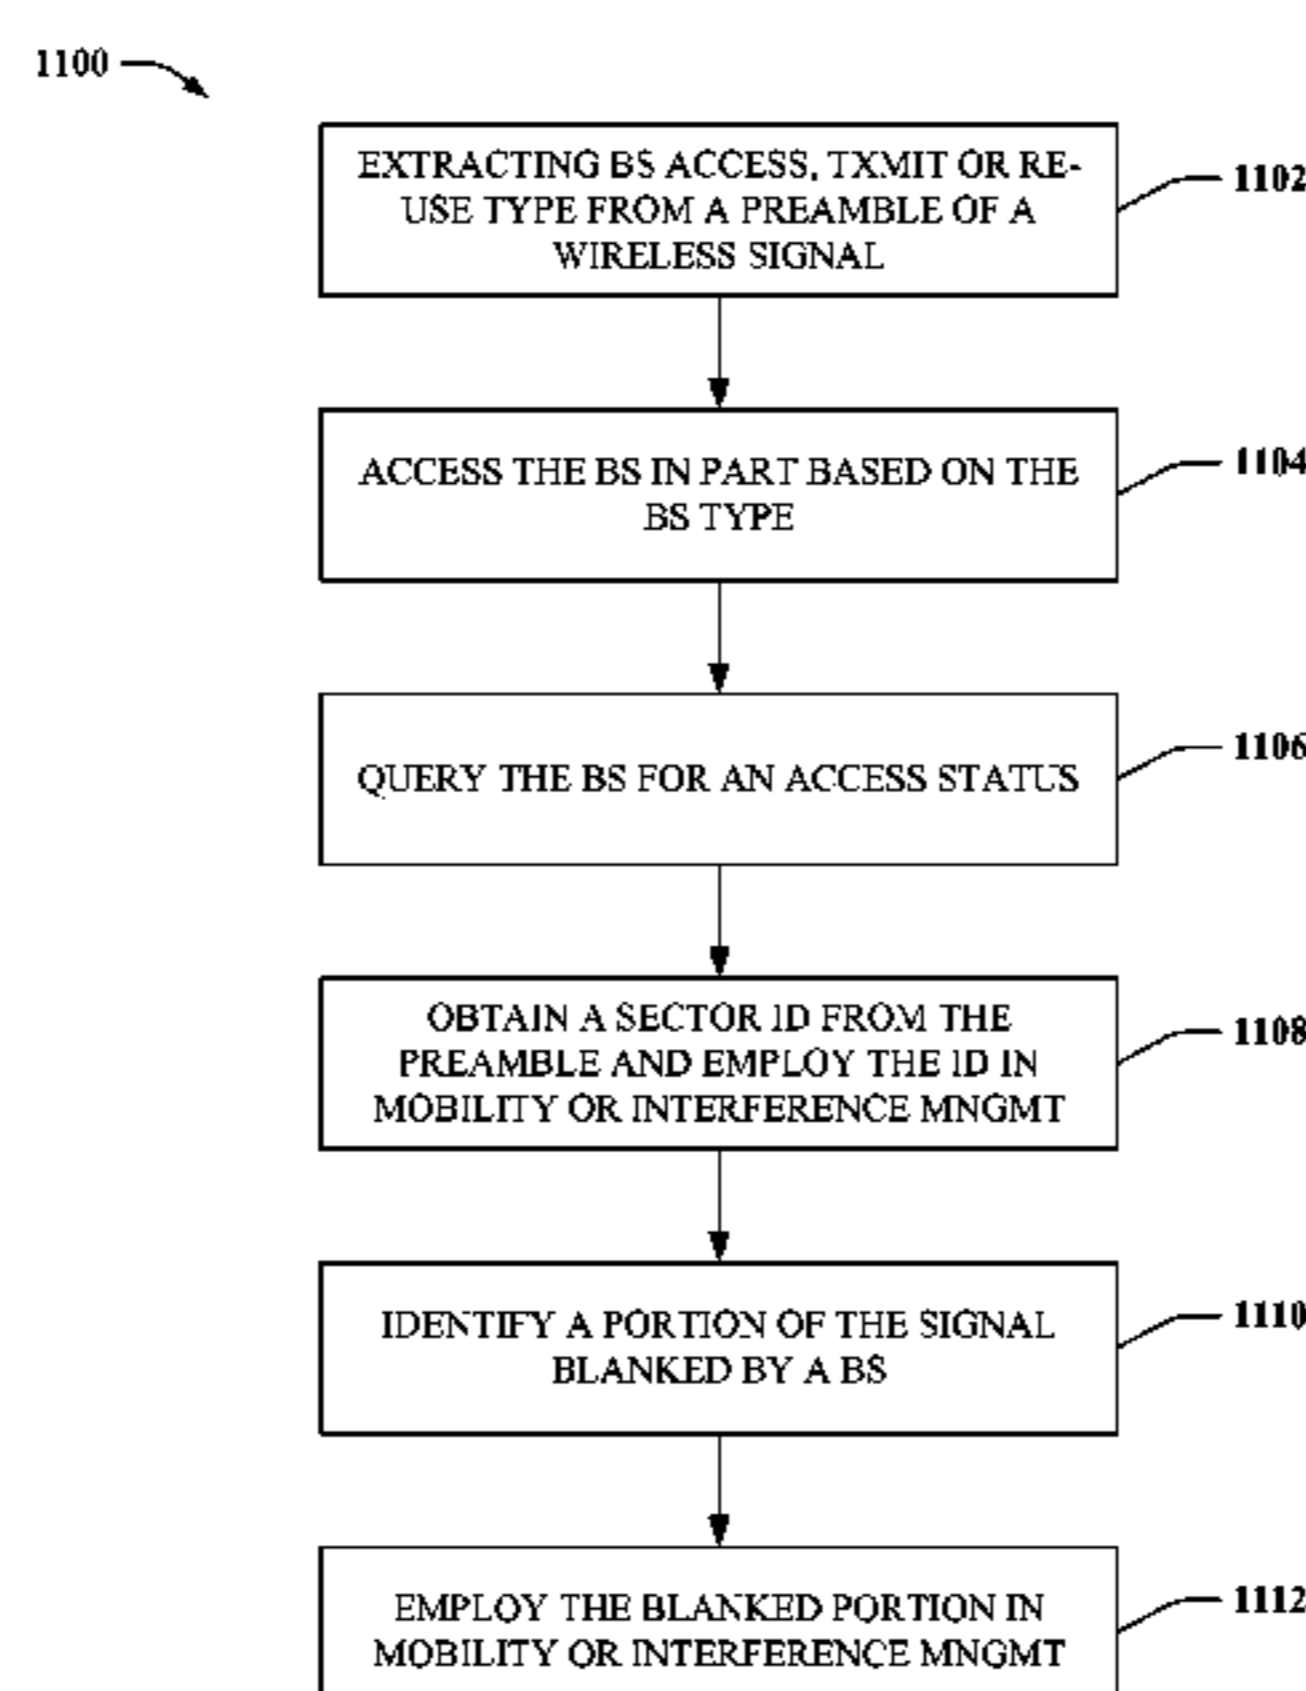 1100
EXTRACTING BS ACCESS, TXMIT OR RE-
USE TYPE FROM A PREAMBLE OF A
WIRELESS SIGNAL
1102
ACCESS THE BS IN PART BASED ON THE
BS TYPE
1104
QUERY THE BS FOR AN ACCESS STATUS
1106
OBTAIN A SECTOR ID FROM THE
PREAMBLE AND EMPLOY THE ID IN
MOBILITY OR INTERFERENCE MNGMT
1108
IDENTIFY A PORTION OF THE SIGNAL
BLANKED BY A BS
1110
EMPLOY THE BLANKED PORTION IN
MOBILITY OR INTERFERENCE MNGMT
1112